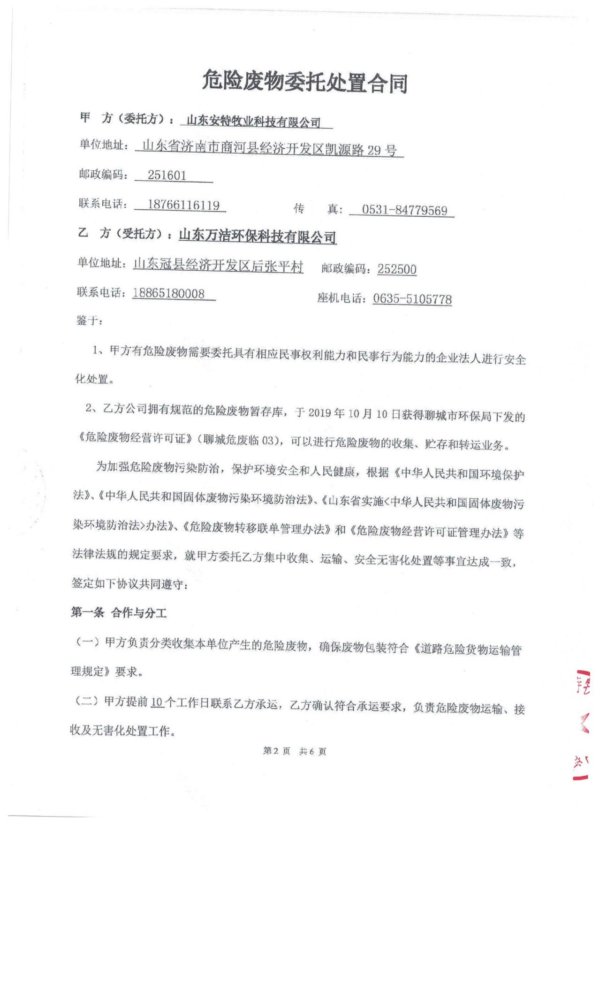 危险废物委托处置合同
甲　方（委托方）：山东安特牧业科技有限公司
单位地址：山东省济南市商河县经济开发区凯源路 29 号
邮政编码：251601
联系电话：18766116119　　传　真：0531-84779569
乙　方（受托方）：山东万洁环保科技有限公司
单位地址：山东冠县经济开发区后张平村　邮政编码：252500
联系电话：18865180008　　座机电话：0635-5105778
鉴于：
1、甲方有危险废物需要委托具有相应民事权利能力和民事行为能力的企业法人进行安全
化处置。
2、乙方公司拥有规范的危险废物暂存库，于 2019 年 10 月 10 日获得聊城市环保局下发的
《危险废物经营许可证》（聊城危废临 03），可以进行危险废物的收集、贮存和转运业务。
为加强危险废物污染防治，保护环境安全和人民健康，根据《中华人民共和国环境保护
法》、《中华人民共和国固体废物污染环境防治法》、《山东省实施<中华人民共和国固体废物污
染环境防治法>办法》、《危险废物转移联单管理办法》和《危险废物经营许可证管理办法》等
法律法规的规定要求，就甲方委托乙方集中收集、运输、安全无害化处置等事宜达成一致，
签定如下协议共同遵守：
第一条 合作与分工
（一）甲方负责分类收集本单位产生的危险废物，确保废物包装符合《道路危险货物运输管
理规定》要求。
（二）甲方提前 10 个工作日联系乙方承运，乙方确认符合承运要求，负责危险废物运输、接
收及无害化处置工作。
第 2 页　共 6 页